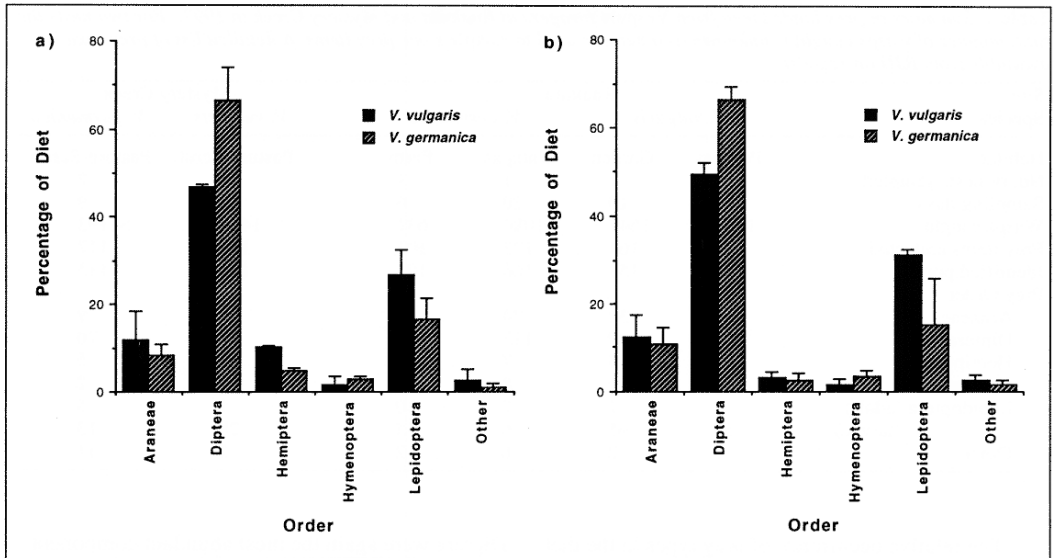 a)
Percentage of Diet
80
60
40
20
0
V. vulgaris
V. germanica
Araneae
Diptera
Hemiptera
Hymenoptera
Lepidoptera
Other
Order
b)
Percentage of Diet
80
60
40
20
0
V. vulgaris
V. germanica
Araneae
Diptera
Hemiptera
Hymenoptera
Lepidoptera
Other
Order